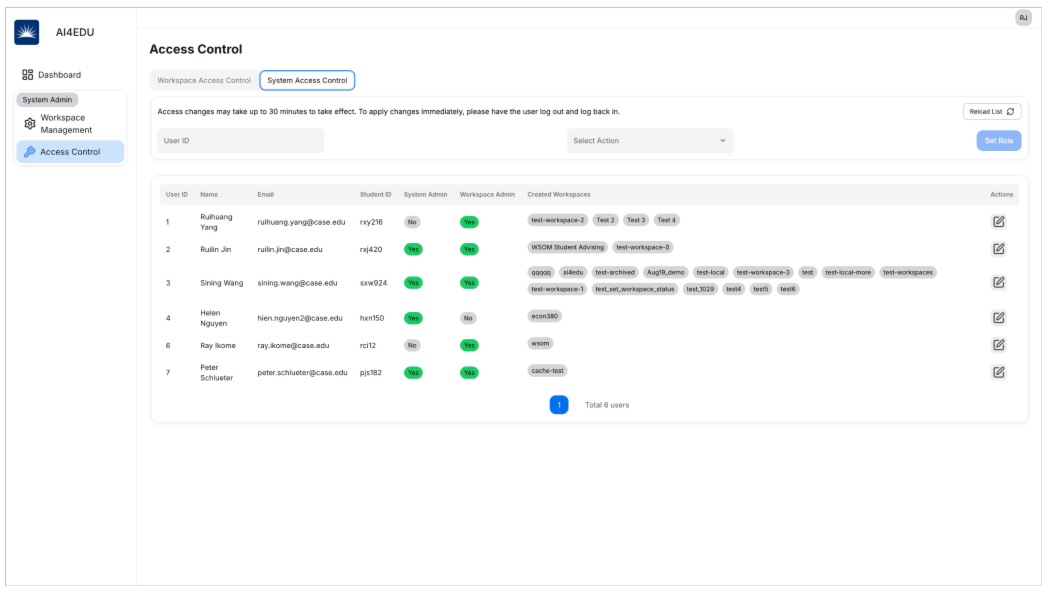 RJ
AI4EDU
Access Control
Dashboard
Workspace Access Control System Access Control
System Admin
Workspace
Management
Access Control
Access changes may take up to 30 minutes to take effect. To apply changes immediately, please have the user log out and log back in.
Reload List
User ID Select Action Set Role
User ID Name Email Student ID System Admin Workspace Admin Created Workspaces Actions
1 Ruihuang Yang ruihuang.yang@case.edu rxy216 No Yes test-workspace-2 Test 2 Test 3 Test 4
2 Ruilin Jin ruilin.jin@case.edu rxj420 Yes Yes WSOM Student Advising test-workspace-0
3 Sining Wang sining.wang@case.edu sxw924 Yes Yes qqqqq ai4edu test-archived Aug19_demo test-local test-workspace-3 test test-local-more test-workspaces
test-workspace-1 test_set_workspace_status test_1029 test4 test5 test6
4 Helen Nguyen hien.nguyen2@case.edu hxn150 Yes No econ380
6 Ray Ikome ray.ikome@case.edu rci12 No Yes wsom
7 Peter Schlueter peter.schlueter@case.edu pjs182 Yes Yes cache-test
1 Total 6 users